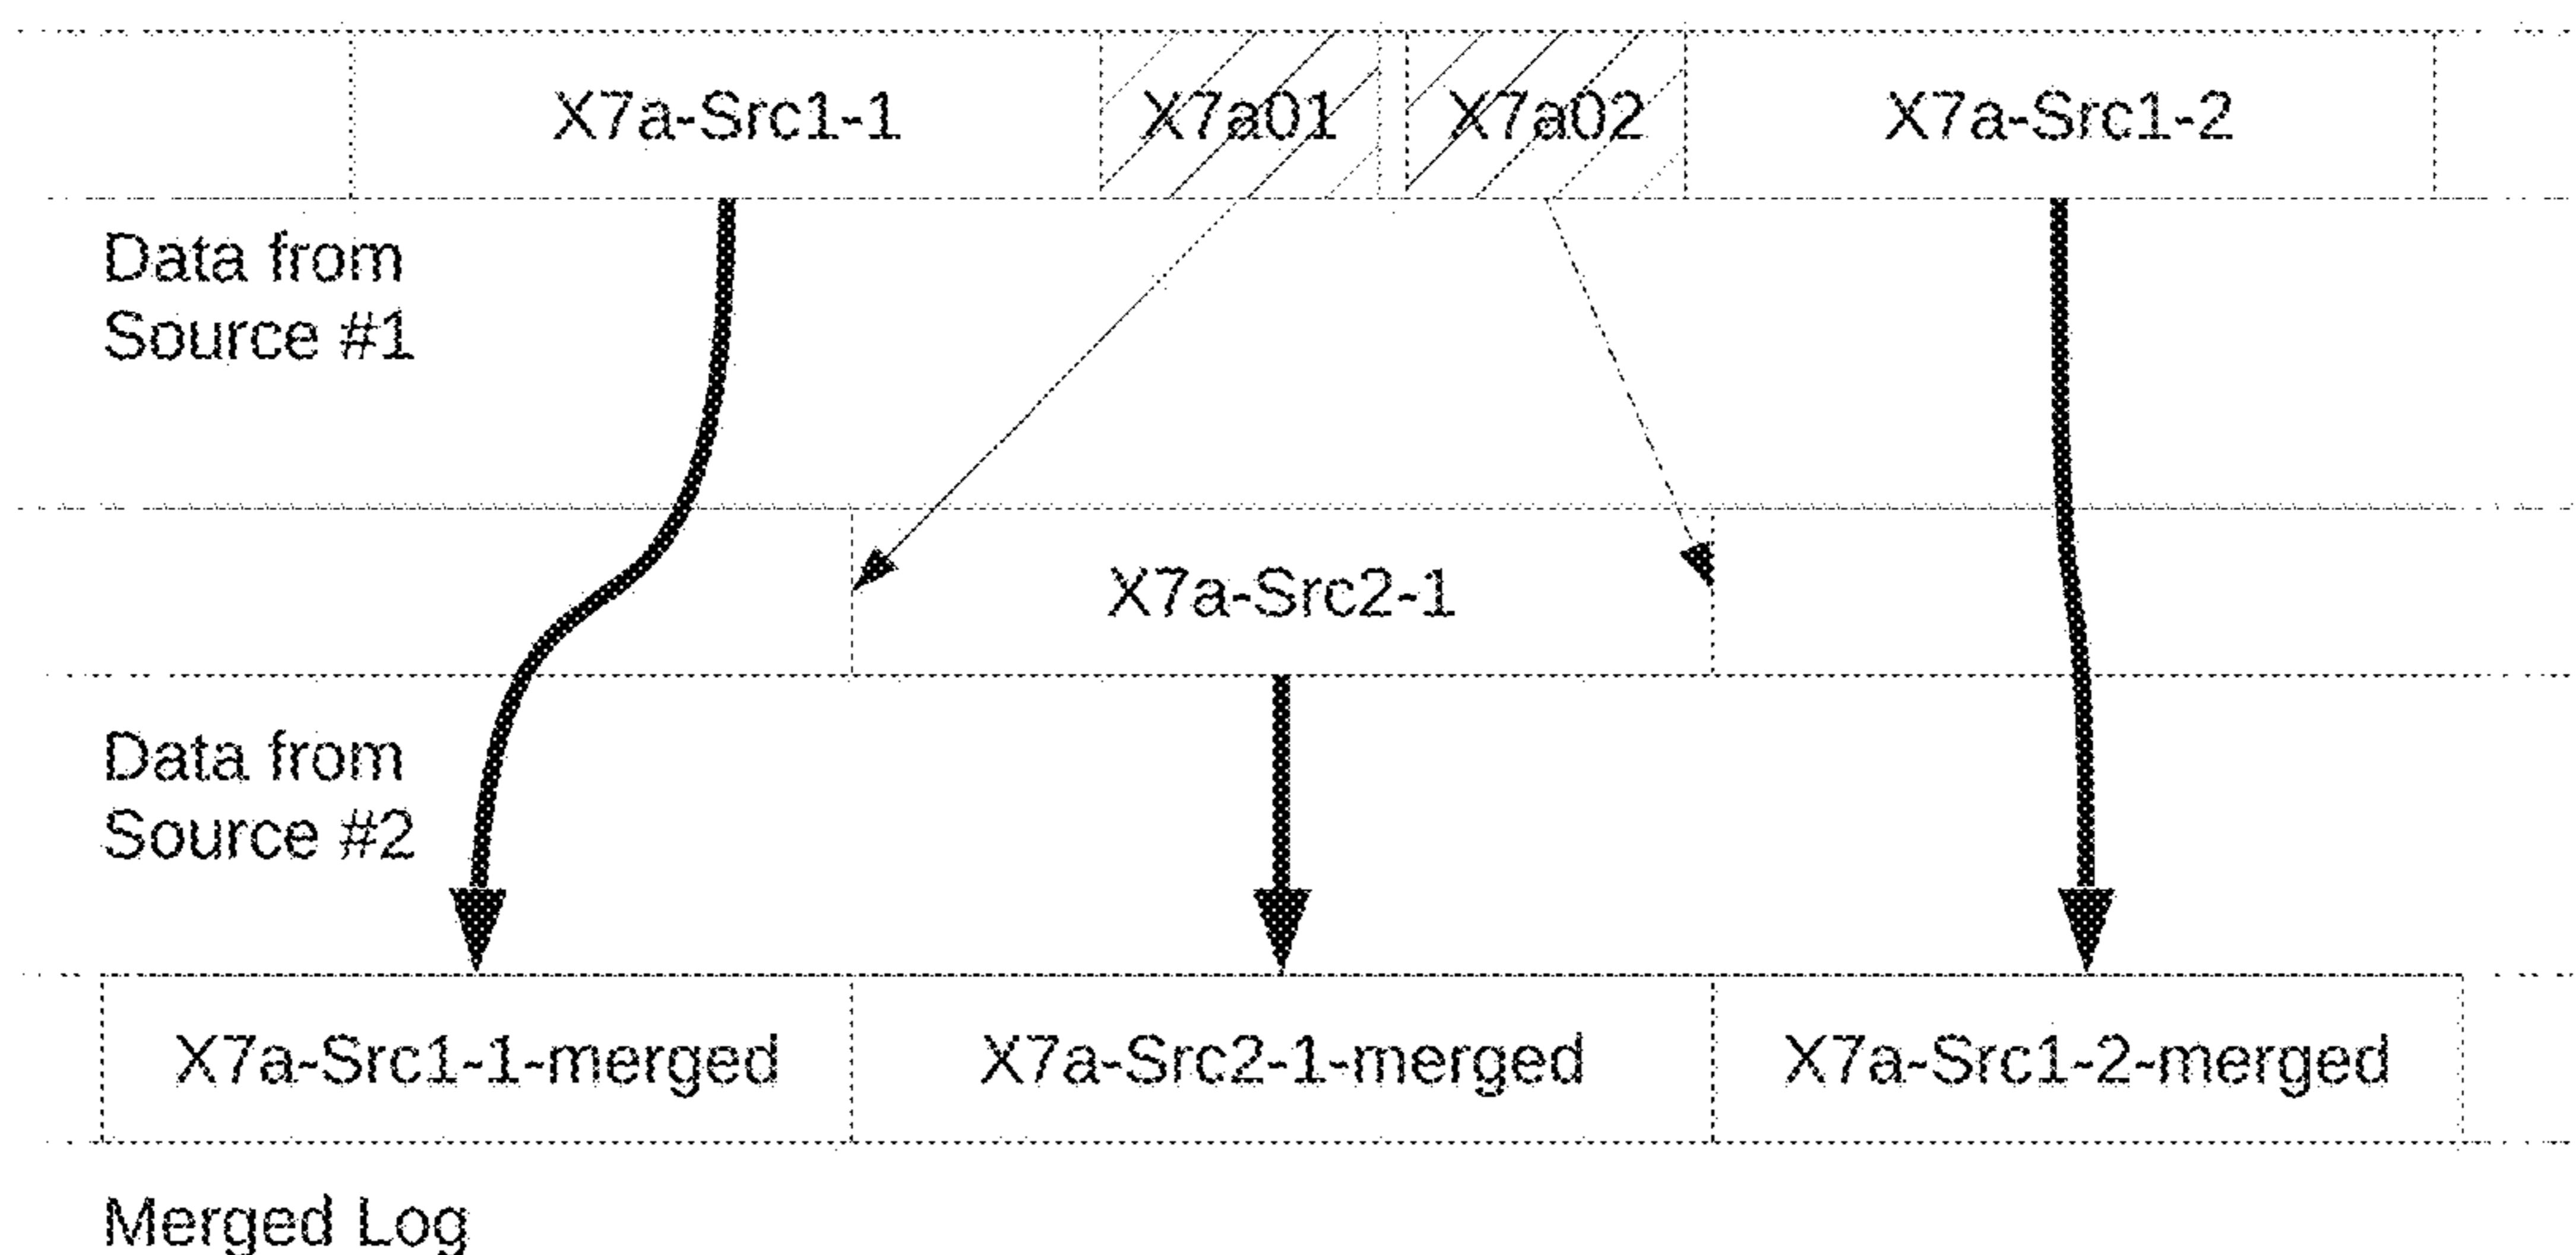 X7a-Src1-1 X7a01 X7a02 X7a-Src1-2
Data from
Source #1
X7a-Src2-1
Data from
Source #2
X7a-Src1-1-merged X7a-Src2-1-merged X7a-Src1-2-merged
Merged Log